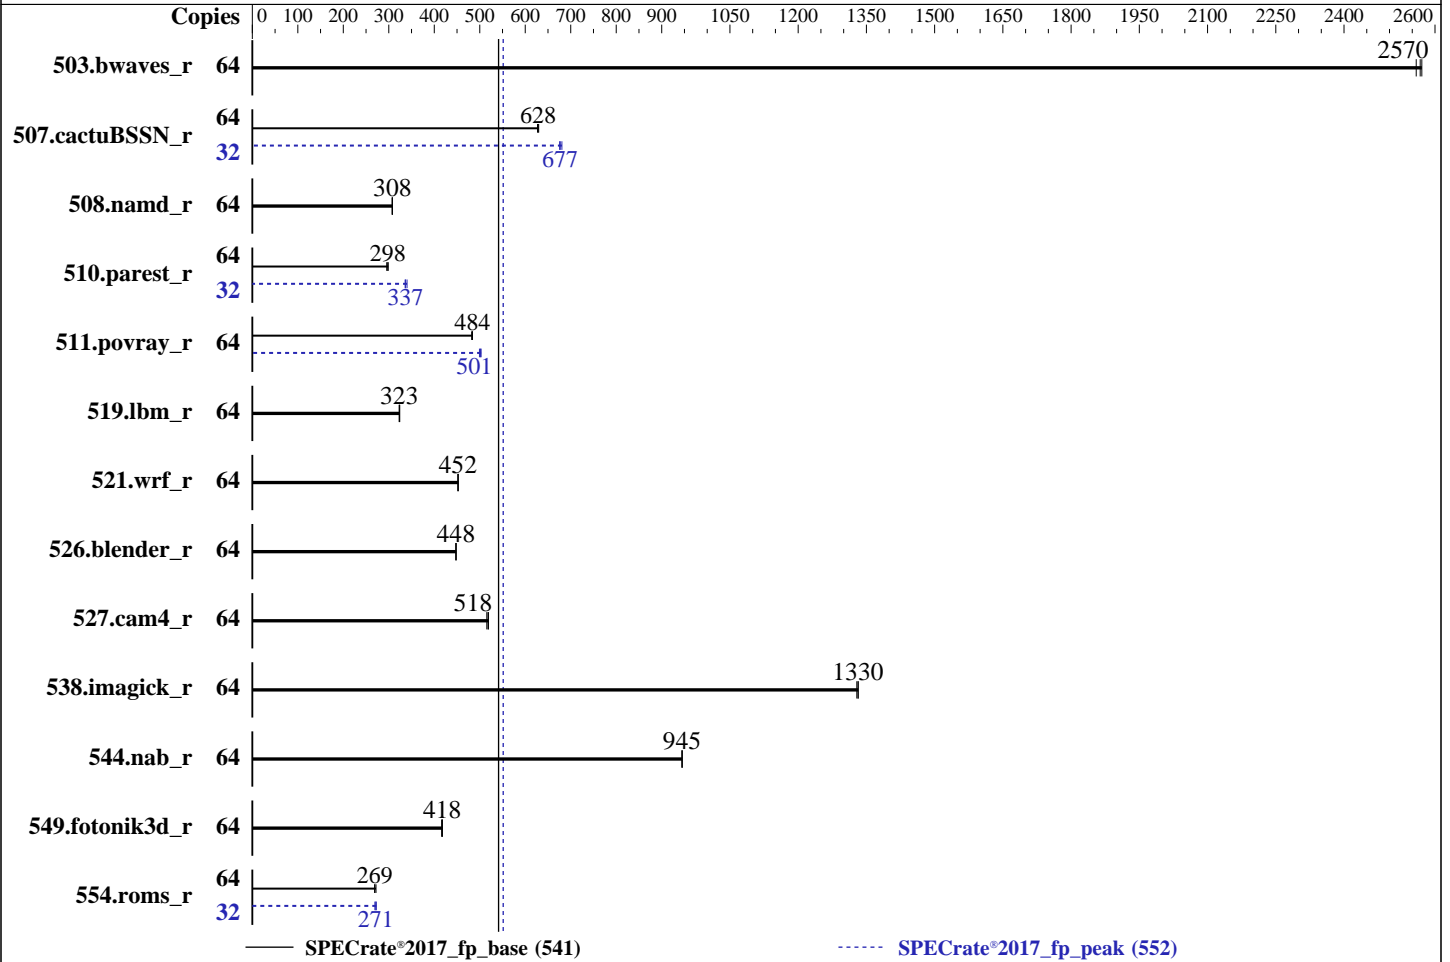 Copies 0 100 200 300 400 500 600 700 800 900 1050 1200 1350 1500 1650 1800 1950 2100 2250 2400 2600
503.bwaves_r 64 2570
507.cactuBSSN_r 64 628
32 677
508.namd_r 64 308
510.parest_r 64 298
32 337
511.povray_r 64 484
501
519.lbm_r 64 323
521.wrf_r 64 452
526.blender_r 64 448
527.cam4_r 64 518
538.imagick_r 64 1330
544.nab_r 64 945
549.fotonik3d_r 64 418
554.roms_r 64 269
32 271
SPECrate®2017_fp_base (541) SPECrate®2017_fp_peak (552)